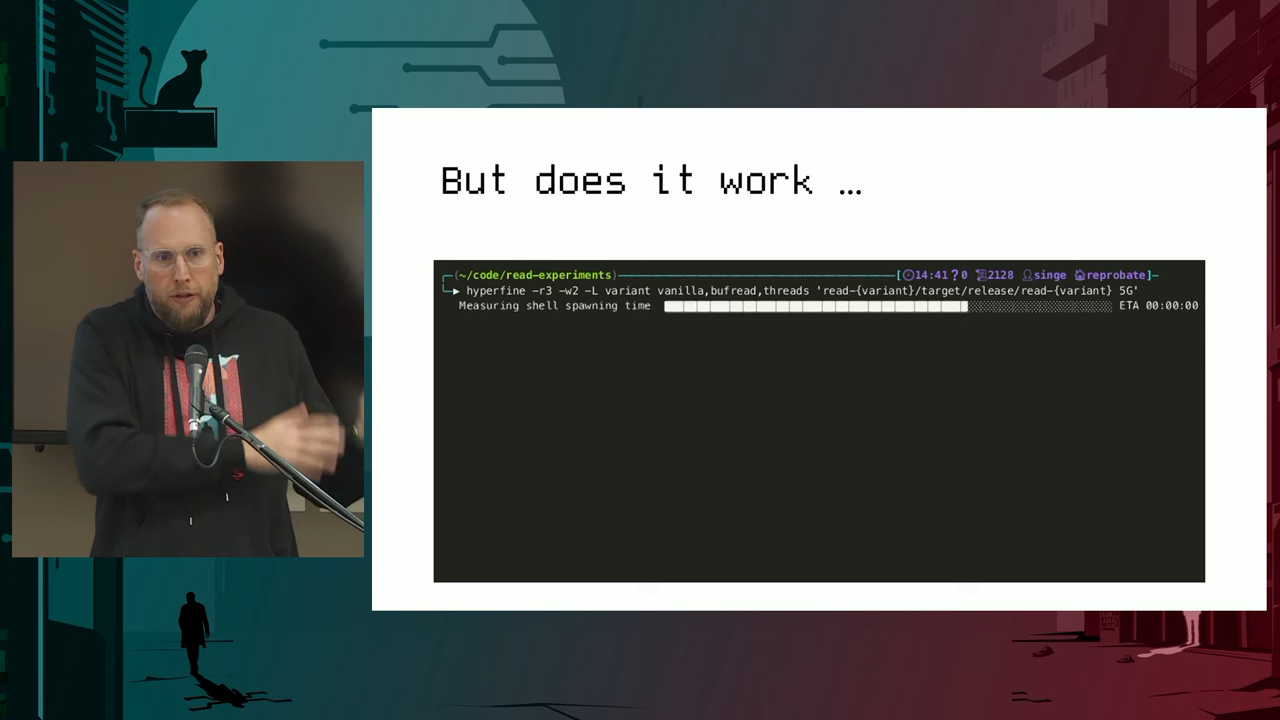 But does it work …
(~/code/read-experiments) [14:41?0 2128 singe reprobate]
hyperfine -r3 -w2 -L variant vanilla,bufread,threads 'read-{variant}/target/release/read-{variant} 5G'
Measuring shell spawning time ETA 00:00:00